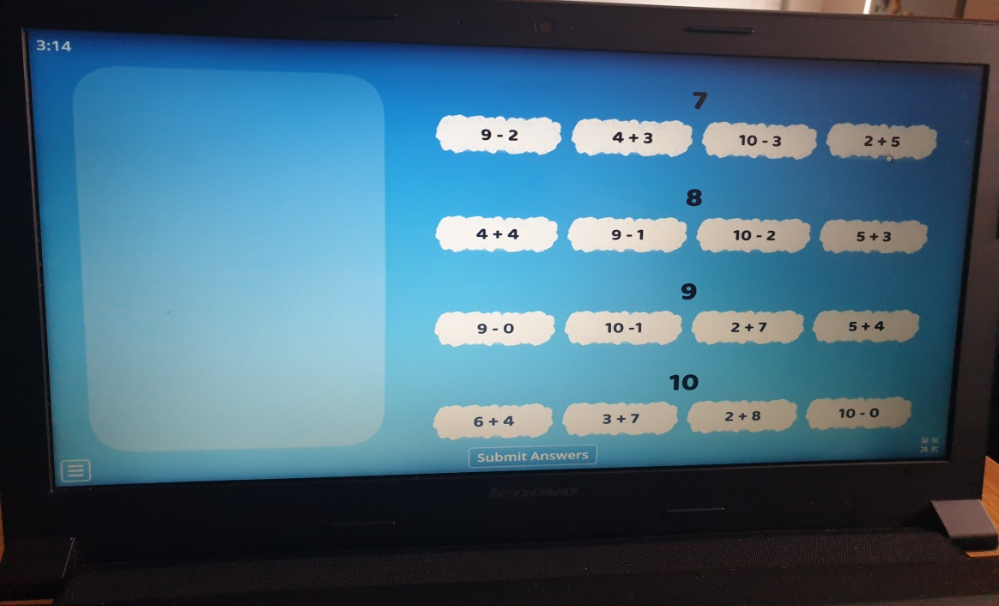 3:14
7
9 - 2 4 + 3 10 - 3 2 + 5
8
4 + 4 9 - 1 10 - 2 5 + 3
9
9 - 0 10 -1 2 + 7 5 + 4
10
6 + 4 3 + 7 2 + 8 10 - 0
Submit Answers
lenovo